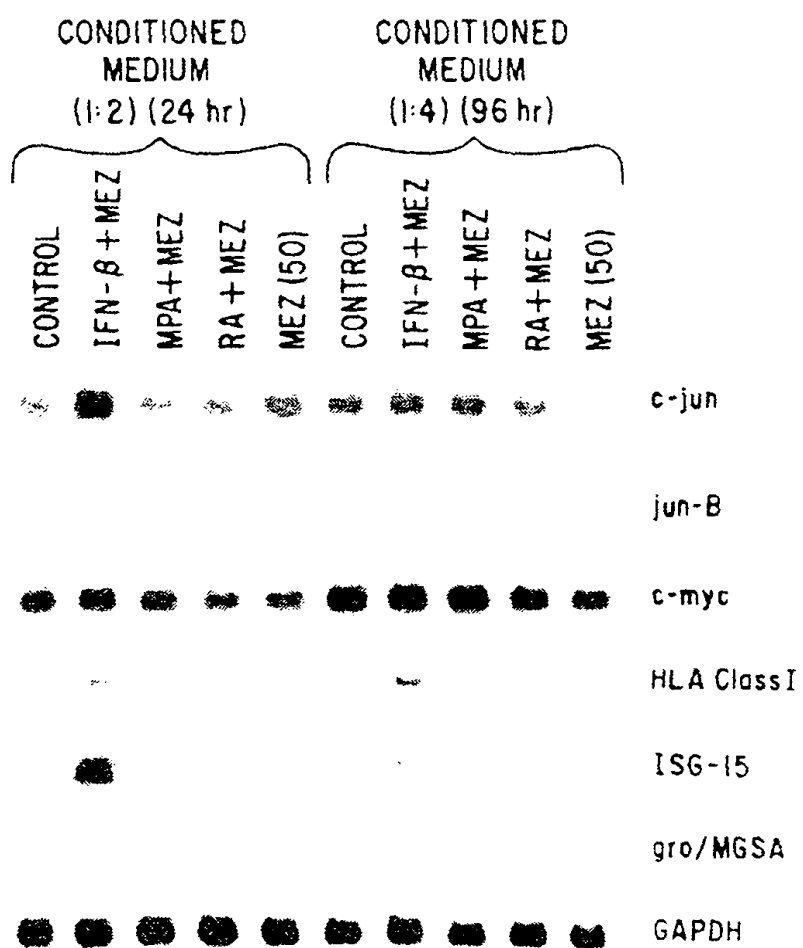 CONDITIONED
MEDIUM
(1:2) (24 hr)
CONDITIONED
MEDIUM
(1:4) (96 hr)
CONTROL
IFN-β+MEZ
MPA+MEZ
RA+MEZ
MEZ (50)
CONTROL
IFN-β+MEZ
MPA+MEZ
RA+MEZ
MEZ (50)
c-jun
jun-B
c-myc
HLA Class I
ISG-15
gro/MGSA
GAPDH